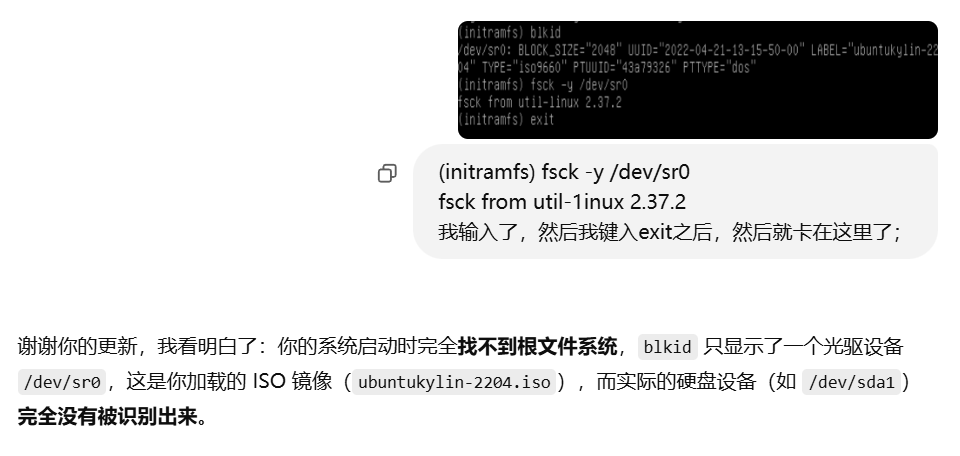 (initramfs) blkid
/dev/sr0: BLOCK_SIZE="2048" UUID="2022-04-21-13-15-50-00" LABEL="ubuntukylin-22
04" TYPE="iso9660" PTUUID="43a79326" PTTYPE="dos"
(initramfs) fsck -y /dev/sr0
fsck from util-linux 2.37.2
(initramfs) exit
(initramfs) fsck -y /dev/sr0
fsck from util-1inux 2.37.2
我输入了，然后我键入exit之后，然后就卡在这里了；
谢谢你的更新，我看明白了：你的系统启动时完全找不到根文件系统，blkid 只显示了一个光驱设备
/dev/sr0，这是你加载的 ISO 镜像（ubuntukylin-2204.iso），而实际的硬盘设备（如 /dev/sda1）
完全没有被识别出来。